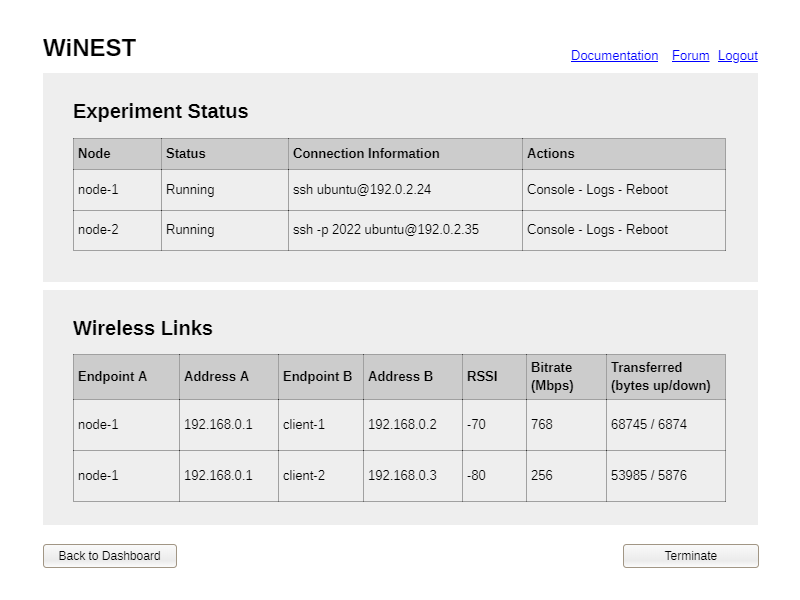 WiNEST
Documentation Forum Logout
Experiment Status
Node Status Connection Information Actions
node-1 Running ssh ubuntu@192.0.2.24 Console - Logs - Reboot
node-2 Running ssh -p 2022 ubuntu@192.0.2.35 Console - Logs - Reboot
Wireless Links
Endpoint A Address A Endpoint B Address B RSSI Bitrate (Mbps) Transferred (bytes up/down)
node-1 192.168.0.1 client-1 192.168.0.2 -70 768 68745 / 6874
node-1 192.168.0.1 client-2 192.168.0.3 -80 256 53985 / 5876
Back to Dashboard Terminate